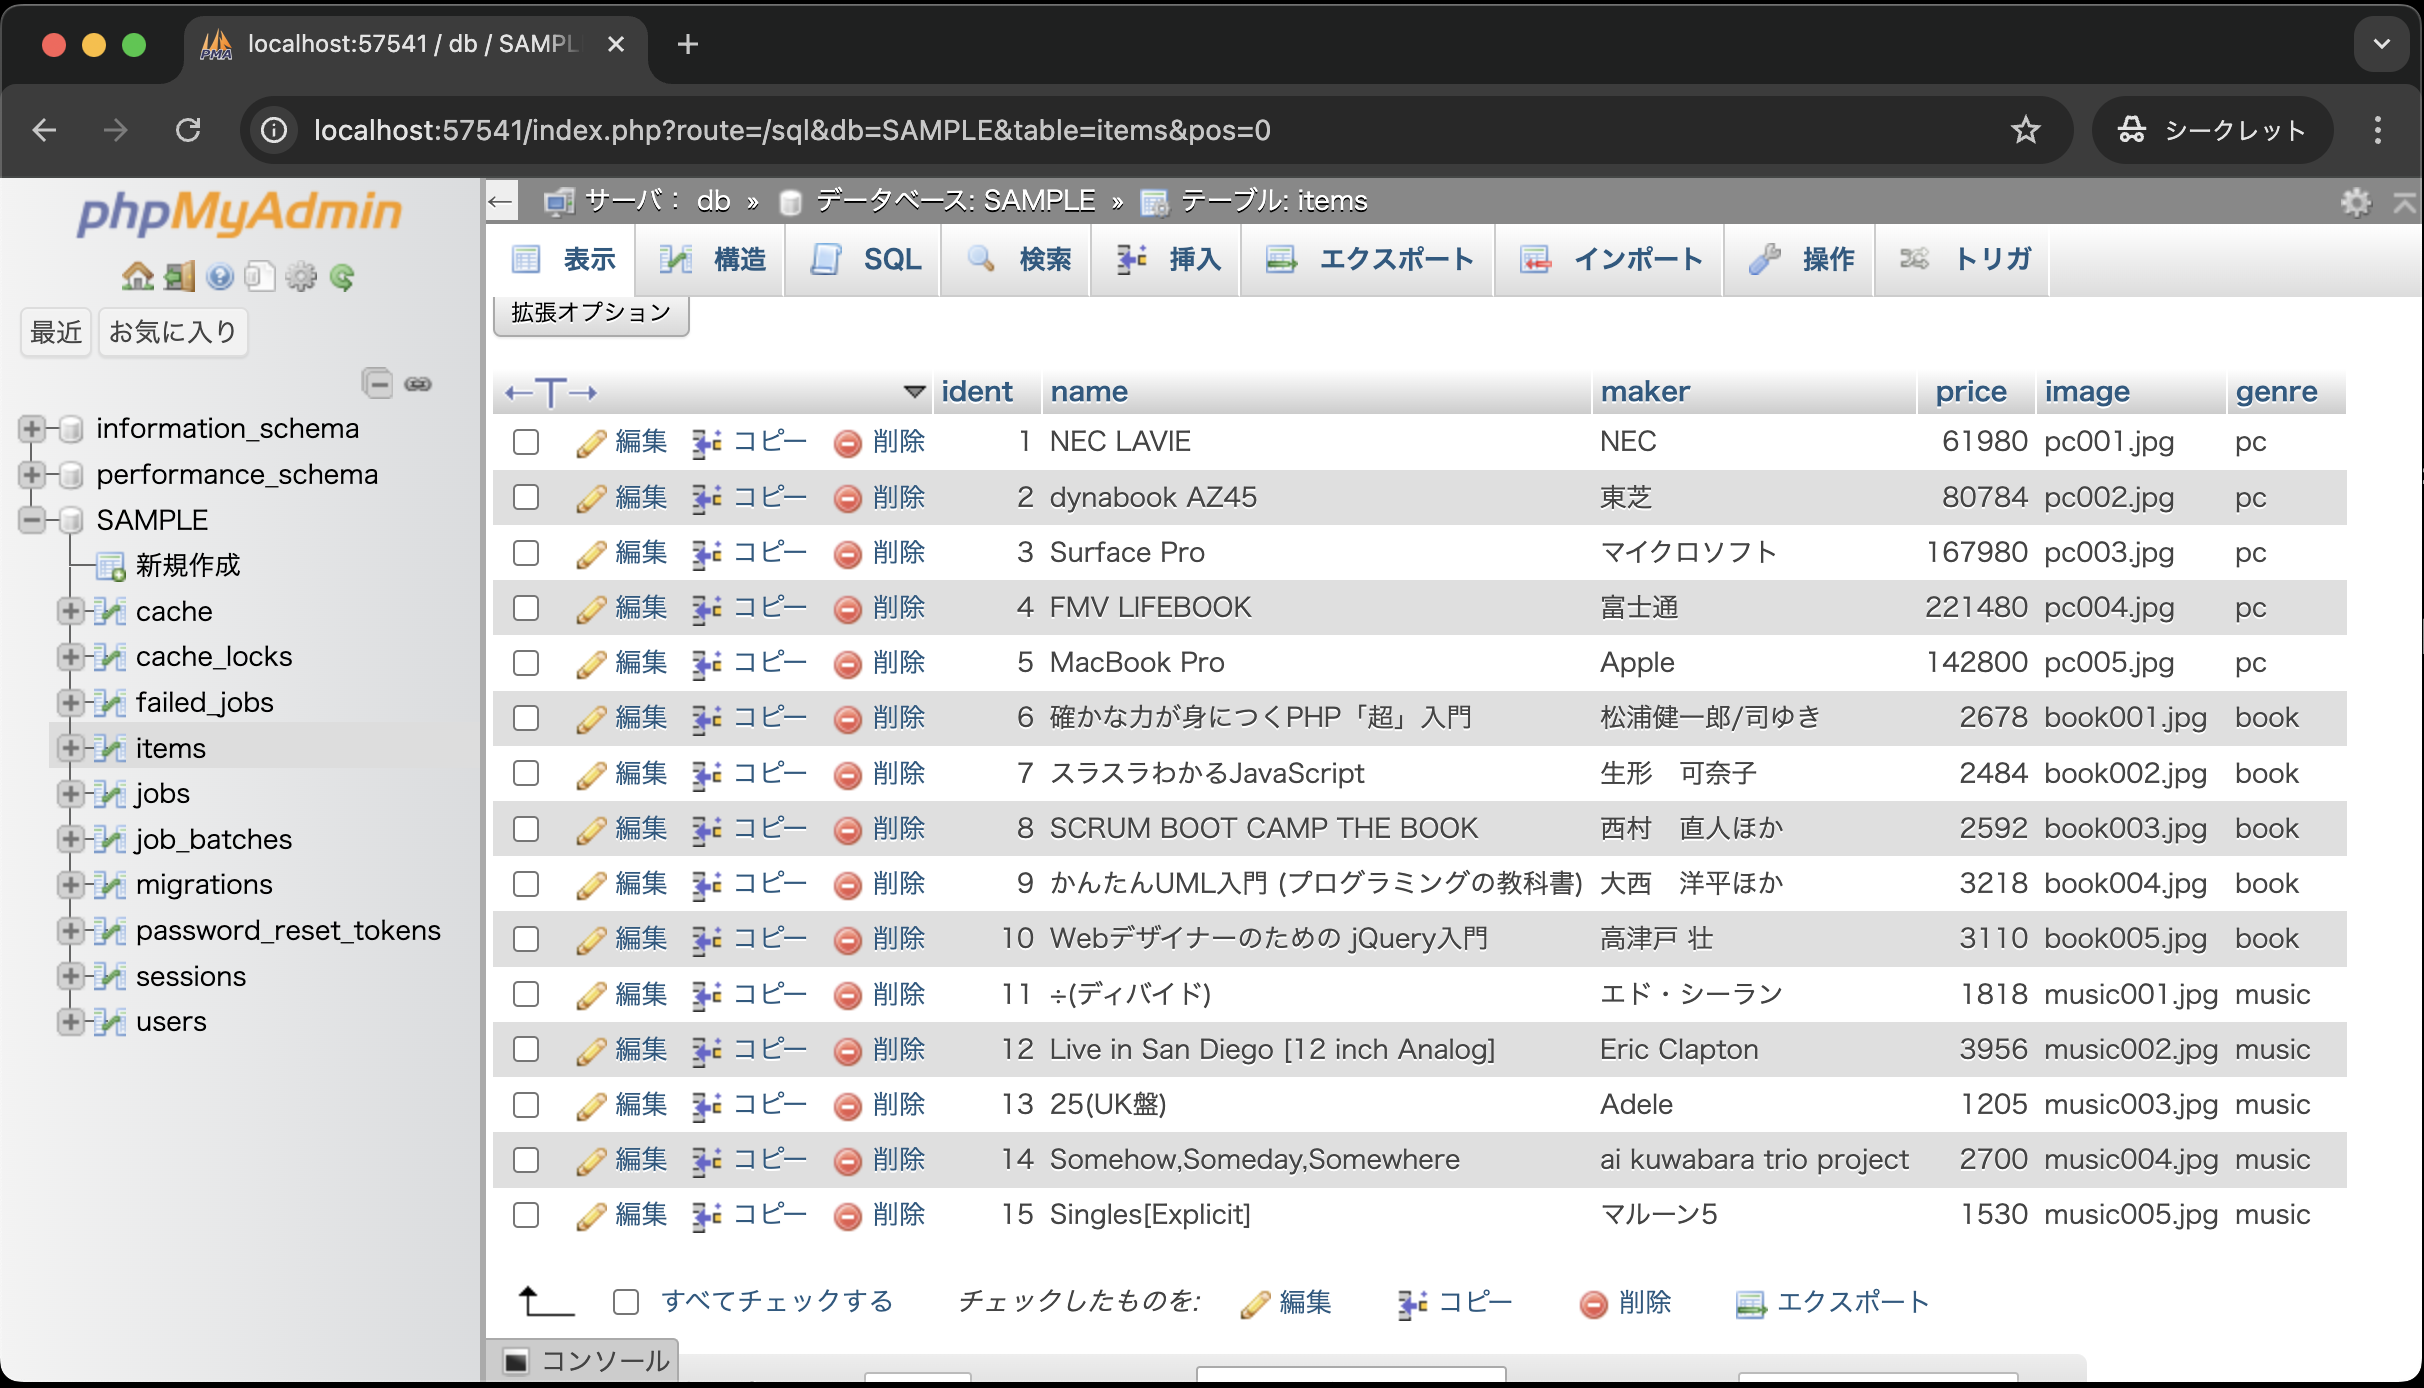 localhost:57541 / db / SAMPL
localhost:57541/index.php?route=/sql&db=SAMPLE&table=items&pos=0
シークレット
phpMyAdmin
最近 お気に入り
information_schema
performance_schema
SAMPLE
新規作成
cache
cache_locks
failed_jobs
items
jobs
job_batches
migrations
password_reset_tokens
sessions
users
サーバ： db » データベース: SAMPLE » テーブル: items
表示 構造 SQL 検索 挿入 エクスポート インポート 操作 トリガ
拡張オプション
←T→ ident name maker price image genre
編集 コピー 削除 1 NEC LAVIE NEC 61980 pc001.jpg pc
編集 コピー 削除 2 dynabook AZ45 東芝 80784 pc002.jpg pc
編集 コピー 削除 3 Surface Pro マイクロソフト 167980 pc003.jpg pc
編集 コピー 削除 4 FMV LIFEBOOK 富士通 221480 pc004.jpg pc
編集 コピー 削除 5 MacBook Pro Apple 142800 pc005.jpg pc
編集 コピー 削除 6 確かな力が身につくPHP「超」入門 松浦健一郎/司ゆき 2678 book001.jpg book
編集 コピー 削除 7 スラスラわかるJavaScript 生形　可奈子 2484 book002.jpg book
編集 コピー 削除 8 SCRUM BOOT CAMP THE BOOK 西村　直人ほか 2592 book003.jpg book
編集 コピー 削除 9 かんたんUML入門 (プログラミングの教科書) 大西　洋平ほか 3218 book004.jpg book
編集 コピー 削除 10 Webデザイナーのための jQuery入門 高津戸 壮 3110 book005.jpg book
編集 コピー 削除 11 ÷(ディバイド) エド・シーラン 1818 music001.jpg music
編集 コピー 削除 12 Live in San Diego [12 inch Analog] Eric Clapton 3956 music002.jpg music
編集 コピー 削除 13 25(UK盤) Adele 1205 music003.jpg music
編集 コピー 削除 14 Somehow,Someday,Somewhere ai kuwabara trio project 2700 music004.jpg music
編集 コピー 削除 15 Singles[Explicit] マルーン5 1530 music005.jpg music
すべてチェックする チェックしたものを: 編集 コピー 削除 エクスポート
コンソール